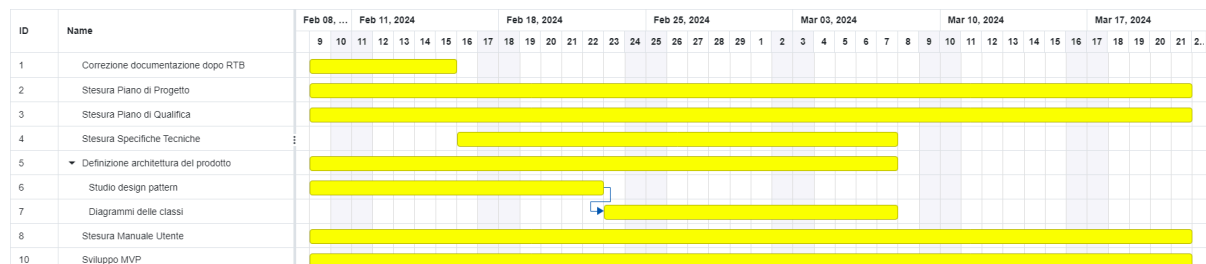 ID Name Feb 08, ... Feb 11, 2024 Feb 18, 2024 Feb 25, 2024 Mar 03, 2024 Mar 10, 2024 Mar 17, 2024
9 10 11 12 13 14 15 16 17 18 19 20 21 22 23 24 25 26 27 28 29 1 2 3 4 5 6 7 8 9 10 11 12 13 14 15 16 17 18 19 20 21 2..
1 Correzione documentazione dopo RTB
2 Stesura Piano di Progetto
3 Stesura Piano di Qualifica
4 Stesura Specifiche Tecniche
5 Definizione architettura del prodotto
6 Studio design pattern
7 Diagrammi delle classi
8 Stesura Manuale Utente
10 Sviluppo MVP